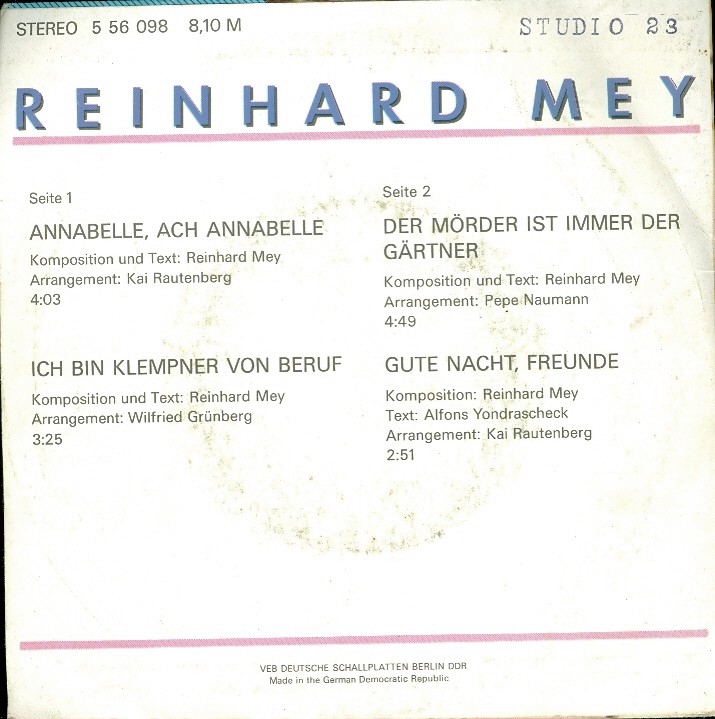 STEREO 5 56 098 8,10 M
STUDIO 23
REINHARD MEY
Seite 1
ANNABELLE, ACH ANNABELLE
Komposition und Text: Reinhard Mey
Arrangement: Kai Rautenberg
4:03
ICH BIN KLEMPNER VON BERUF
Komposition und Text: Reinhard Mey
Arrangement: Wilfried Grünberg
3:25
Seite 2
DER MÖRDER IST IMMER DER
GÄRTNER
Komposition und Text: Reinhard Mey
Arrangement: Pepe Naumann
4:49
GUTE NACHT, FREUNDE
Komposition: Reinhard Mey
Text: Alfons Yondrascheck
Arrangement: Kai Rautenberg
2:51
VEB DEUTSCHE SCHALLPLATTEN BERLIN DDR
Made in the German Democratic Republic